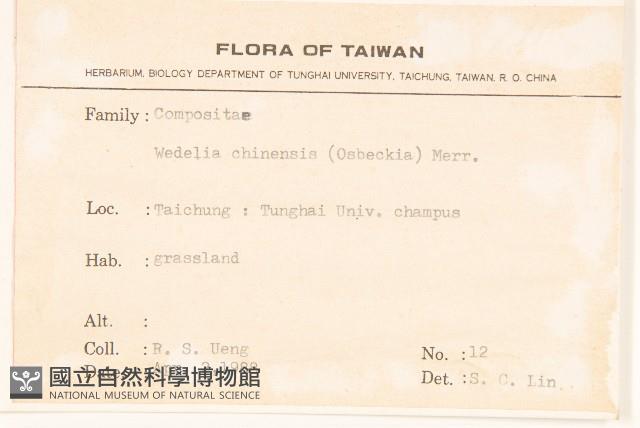 FLORA OF TAIWAN
HERBARIUM, BIOLOGY DEPARTMENT OF TUNGHAI UNIVERSITY, TAICHUNG, TAIWAN, R. O. CHINA
Family : Compositae
Wedelia chinensis (Osbeckia) Merr.
Loc. : Taichung : Tunghai Univ. champus
Hab. : grassland
Alt. :
Coll. : R. S. Ueng
No. : 12
Date
Det. : S. C. Lin
國立自然科學博物館
NATIONAL MUSEUM OF NATURAL SCIENCE